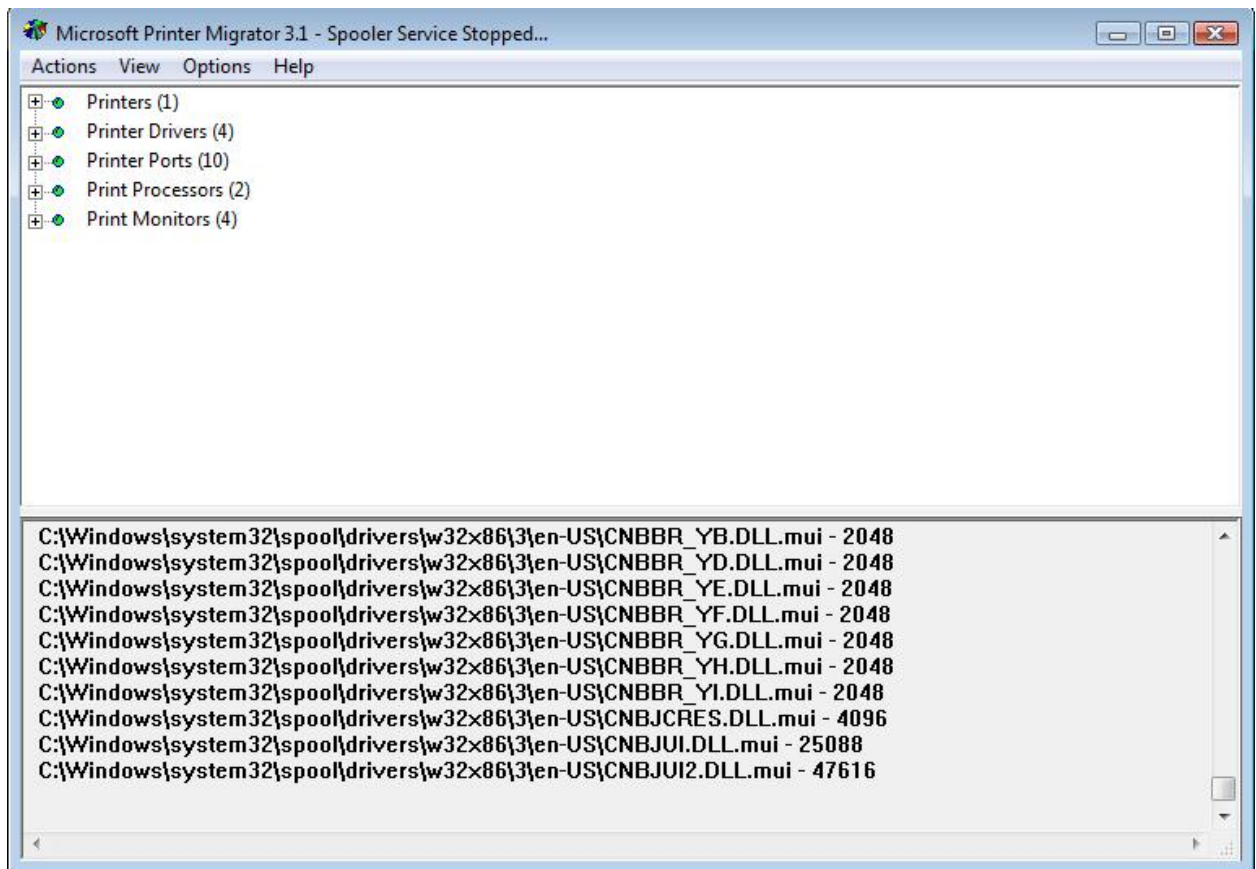 Microsoft Printer Migrator 3.1 - Spooler Service Stopped...
Actions View Options Help
Printers (1)
Printer Drivers (4)
Printer Ports (10)
Print Processors (2)
Print Monitors (4)
C:\Windows\system32\spool\drivers\w32x86\3\en-US\CNBBR_YB.DLL.mui - 2048
C:\Windows\system32\spool\drivers\w32x86\3\en-US\CNBBR_YD.DLL.mui - 2048
C:\Windows\system32\spool\drivers\w32x86\3\en-US\CNBBR_YE.DLL.mui - 2048
C:\Windows\system32\spool\drivers\w32x86\3\en-US\CNBBR_YF.DLL.mui - 2048
C:\Windows\system32\spool\drivers\w32x86\3\en-US\CNBBR_YG.DLL.mui - 2048
C:\Windows\system32\spool\drivers\w32x86\3\en-US\CNBBR_YH.DLL.mui - 2048
C:\Windows\system32\spool\drivers\w32x86\3\en-US\CNBBR_YI.DLL.mui - 2048
C:\Windows\system32\spool\drivers\w32x86\3\en-US\CNBJCRES.DLL.mui - 4096
C:\Windows\system32\spool\drivers\w32x86\3\en-US\CNBJUI.DLL.mui - 25088
C:\Windows\system32\spool\drivers\w32x86\3\en-US\CNBJUI2.DLL.mui - 47616